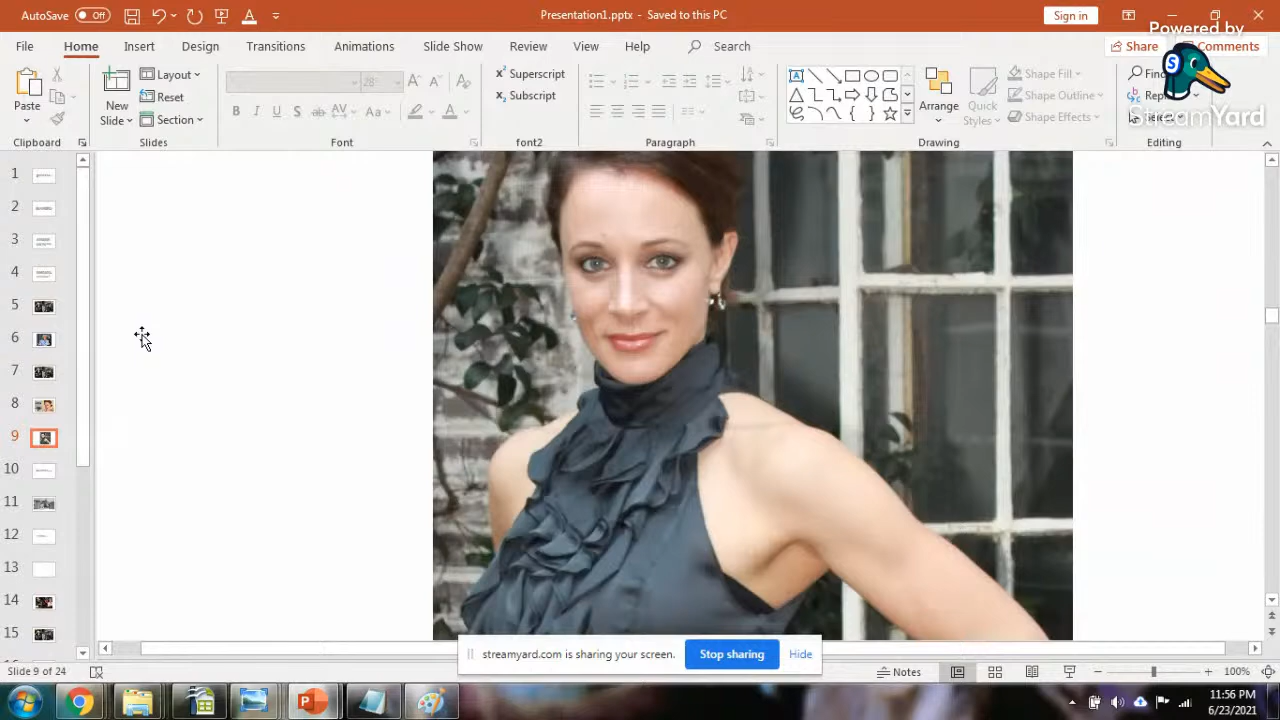 AutoSave Off Presentation1.pptx - Saved to this PC Sign in
Powered by
File Home Insert Design Transitions Animations Slide Show Review View Help Search Share Comments
StreamYard
Paste
New
Slide
Layout
Reset
Section
28
Superscript
Subscript
Arrange
Quick
Styles
Shape Fill
Shape Outline
Shape Effects
Clipboard Slides Font font2 Paragraph Drawing Editing
1
2
3
4
5
6
7
8
9
10
11
12
13
14
15
streamyard.com is sharing your screen. Stop sharing Hide
Slide 9 of 24 Notes 100%
11:56 PM
6/23/2021